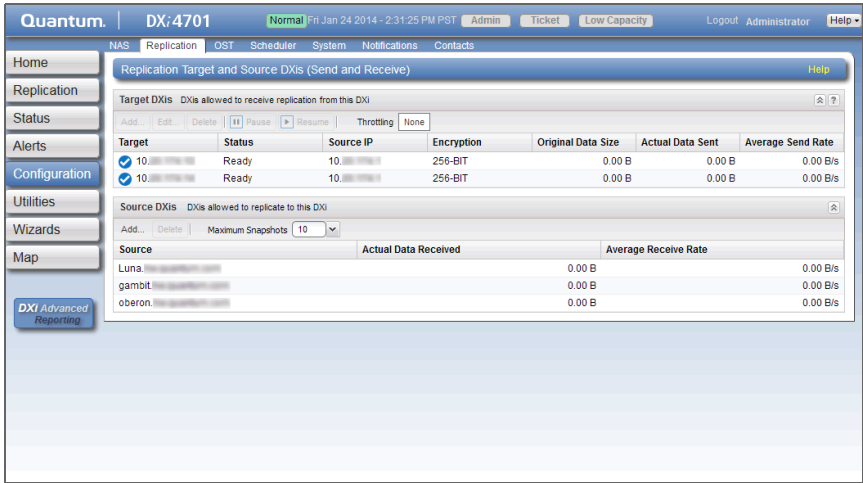 Quantum. DXi4701 Normal Fri Jan 24 2014 - 2:31:25 PM PST Admin Ticket Low Capacity Logout Administrator Help
NAS Replication OST Scheduler System Notifications Contacts
Home
Replication
Status
Alerts
Configuration
Utilities
Wizards
Map
DXi Advanced
Reporting
Replication Target and Source DXis (Send and Receive) Help
Target DXis DXis allowed to receive replication from this DXi ?
Add... Edit... Delete Pause Resume Throttling None
Target Status Source IP Encryption Original Data Size Actual Data Sent Average Send Rate
10. Ready 10. 256-BIT 0.00 B 0.00 B 0.00 B/s
10. Ready 10. 256-BIT 0.00 B 0.00 B 0.00 B/s
Source DXis DXis allowed to replicate to this DXi
Add... Delete Maximum Snapshots 10
Source Actual Data Received Average Receive Rate
Luna. 0.00 B 0.00 B/s
gambit. 0.00 B 0.00 B/s
oberon. 0.00 B 0.00 B/s